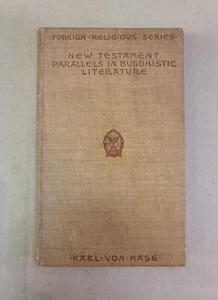 FOREIGN · RELIGIOUS · SERIES ·
NEW TESTAMENT
PARALLELS IN BUDDHISTIC
LITERATURE
· KARL · VON · HASE ·